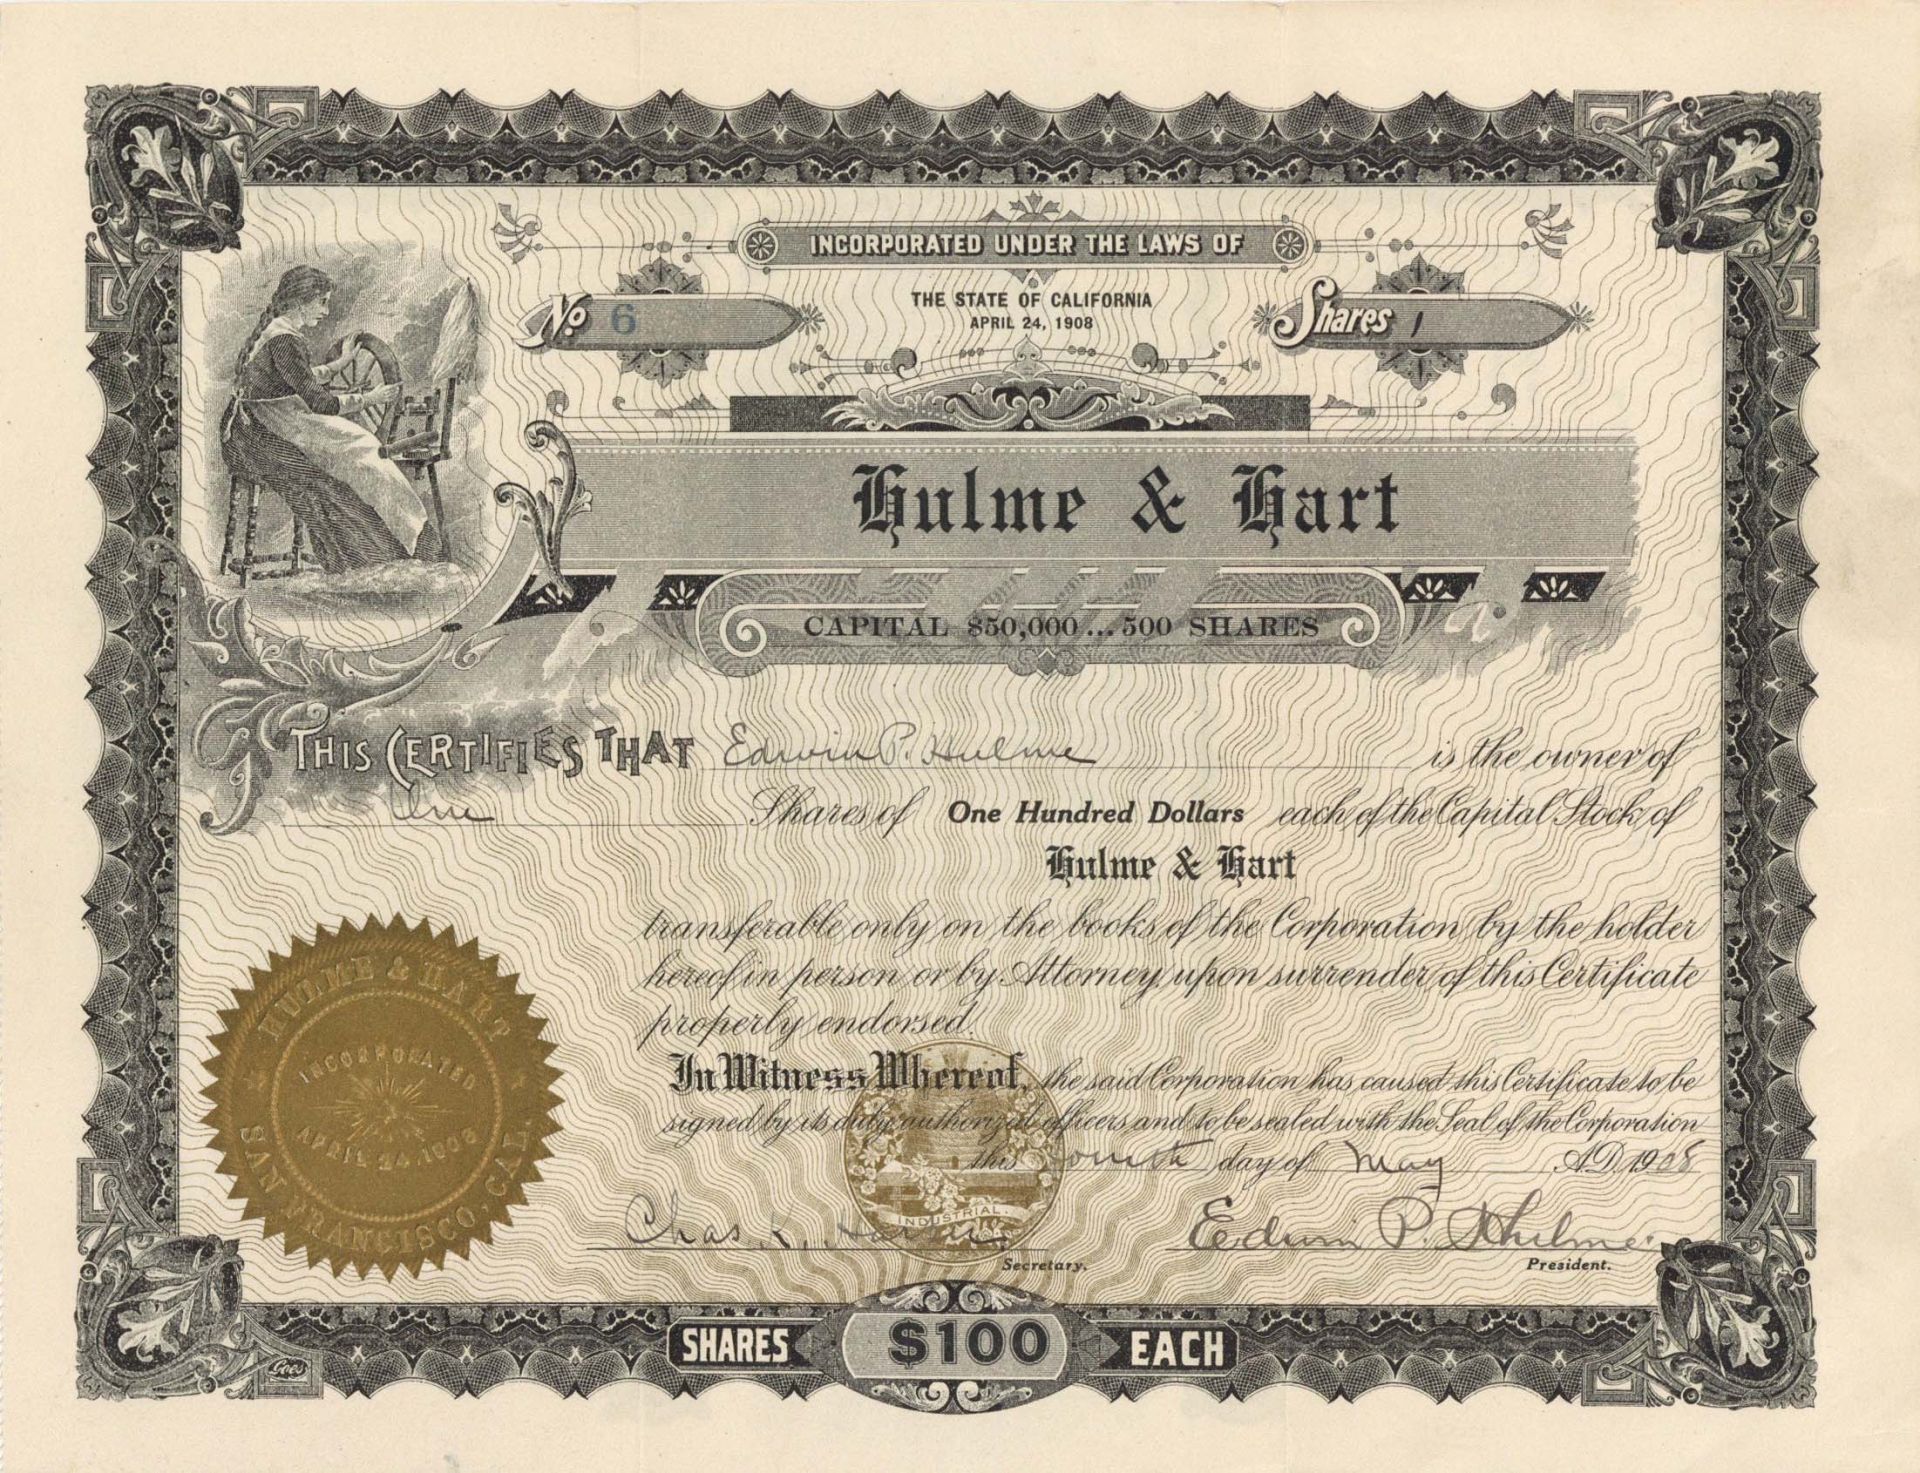 INCORPORATED UNDER THE LAWS OF
THE STATE OF CALIFORNIA
APRIL 24, 1908
No 6
Shares 1
Hulme & Hart
CAPITAL $50,000...500 SHARES
THIS CERTIFIES THAT Edwin P. Hulme is the owner of
One Shares of One Hundred Dollars each of the Capital Stock of
Hulme & Hart
transferable only on the books of the Corporation by the holder
hereof in person or by Attorney upon surrender of this Certificate
properly endorsed.
In Witness Whereof, the said Corporation has caused this Certificate to be
signed by its duly authorized officers and to be sealed with the Seal of the Corporation
this fourth day of May A.D. 1908
Chas. K.
Secretary.
Edwin P. Hulme
President.
INDUSTRIAL.
HULME & HART
INCORPORATED
APRIL 24, 1908
SAN FRANCISCO, CAL.
SHARES $100 EACH
Goes